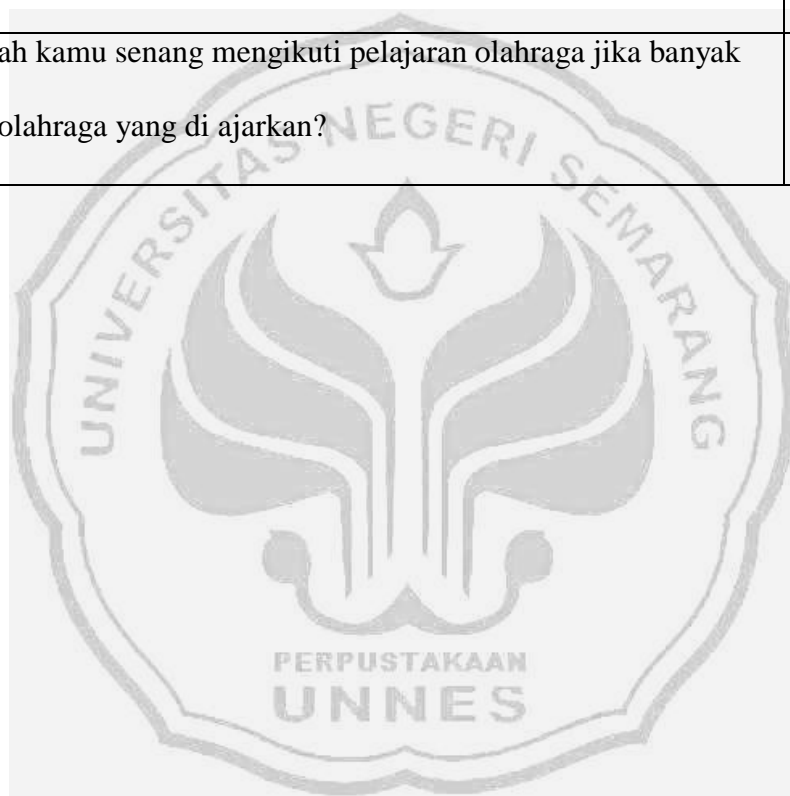 ah kamu senang mengikuti pelajaran olahraga jika banyak
olahraga yang di ajarkan?
UNIVERSITAS NEGERI SEMARANG
PERPUSTAKAAN
UNNES